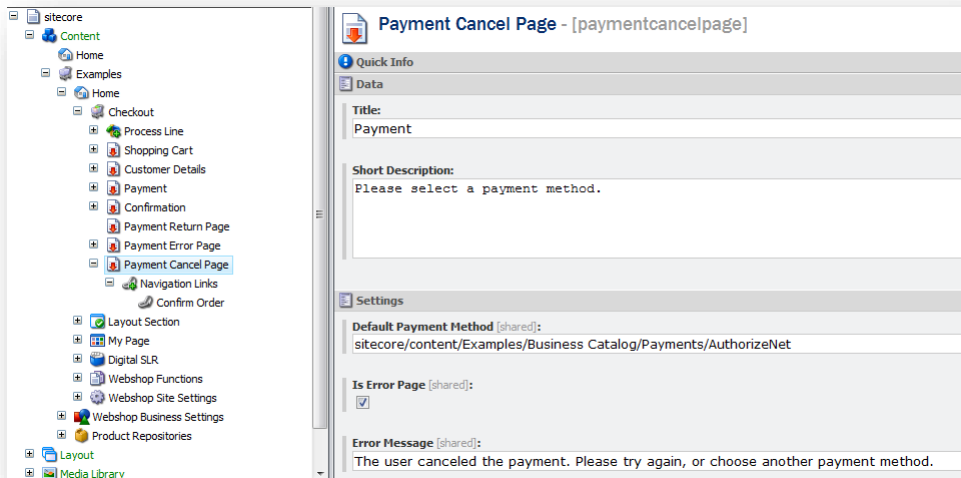 sitecore
Content
Home
Examples
Home
Checkout
Process Line
Shopping Cart
Customer Details
Payment
Confirmation
Payment Return Page
Payment Error Page
Payment Cancel Page
Navigation Links
Confirm Order
Layout Section
My Page
Digital SLR
Webshop Functions
Webshop Site Settings
Webshop Business Settings
Product Repositories
Layout
Media Library
Payment Cancel Page - [paymentcancelpage]
Quick Info
Data
Title:
Payment
Short Description:
Please select a payment method.
Settings
Default Payment Method [shared]:
sitecore/content/Examples/Business Catalog/Payments/AuthorizeNet
Is Error Page [shared]:
Error Message [shared]:
The user canceled the payment. Please try again, or choose another payment method.